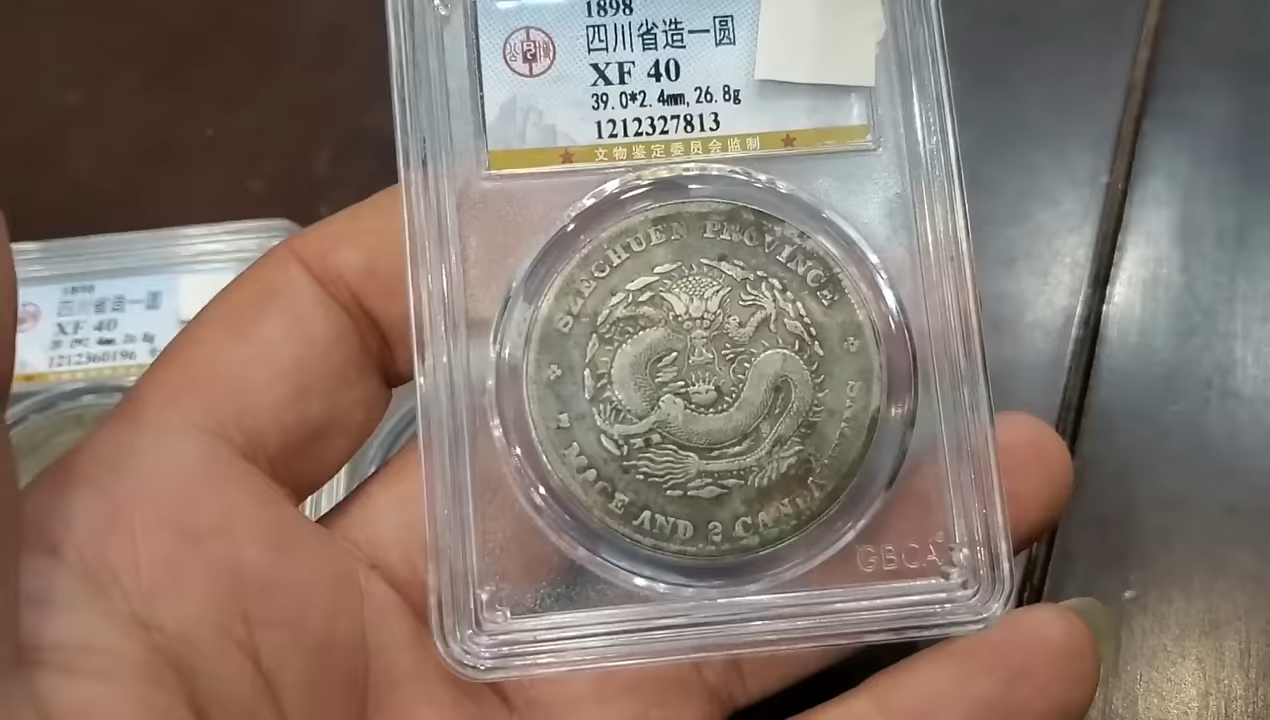 1898
四川省造一圆
XF 40
39.0*2.4mm, 26.8g
1212327813
★ 文物鉴定委员会监制 ★
SZECHUEN PROVINCE
7 MACE AND 2 CANDAREENS
GBCA
1898
四川省造一圆
XF 40
1212360196